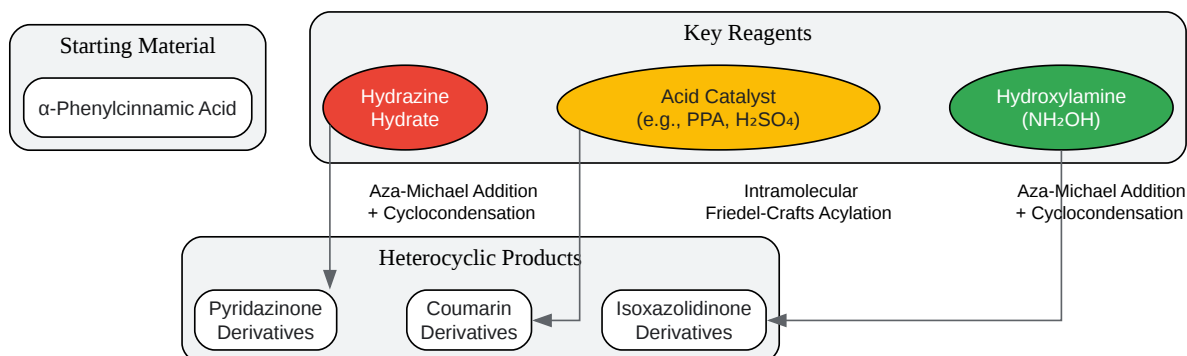 Starting Material
α-Phenylcinnamic Acid
Key Reagents
Hydrazine
Hydrate
Acid Catalyst
(e.g., PPA, H₂SO₄)
Hydroxylamine
(NH₂OH)
Aza-Michael Addition
+ Cyclocondensation
Intramolecular
Friedel-Crafts Acylation
Aza-Michael Addition
+ Cyclocondensation
Heterocyclic Products
Pyridazinone
Derivatives
Coumarin
Derivatives
Isoxazolidinone
Derivatives